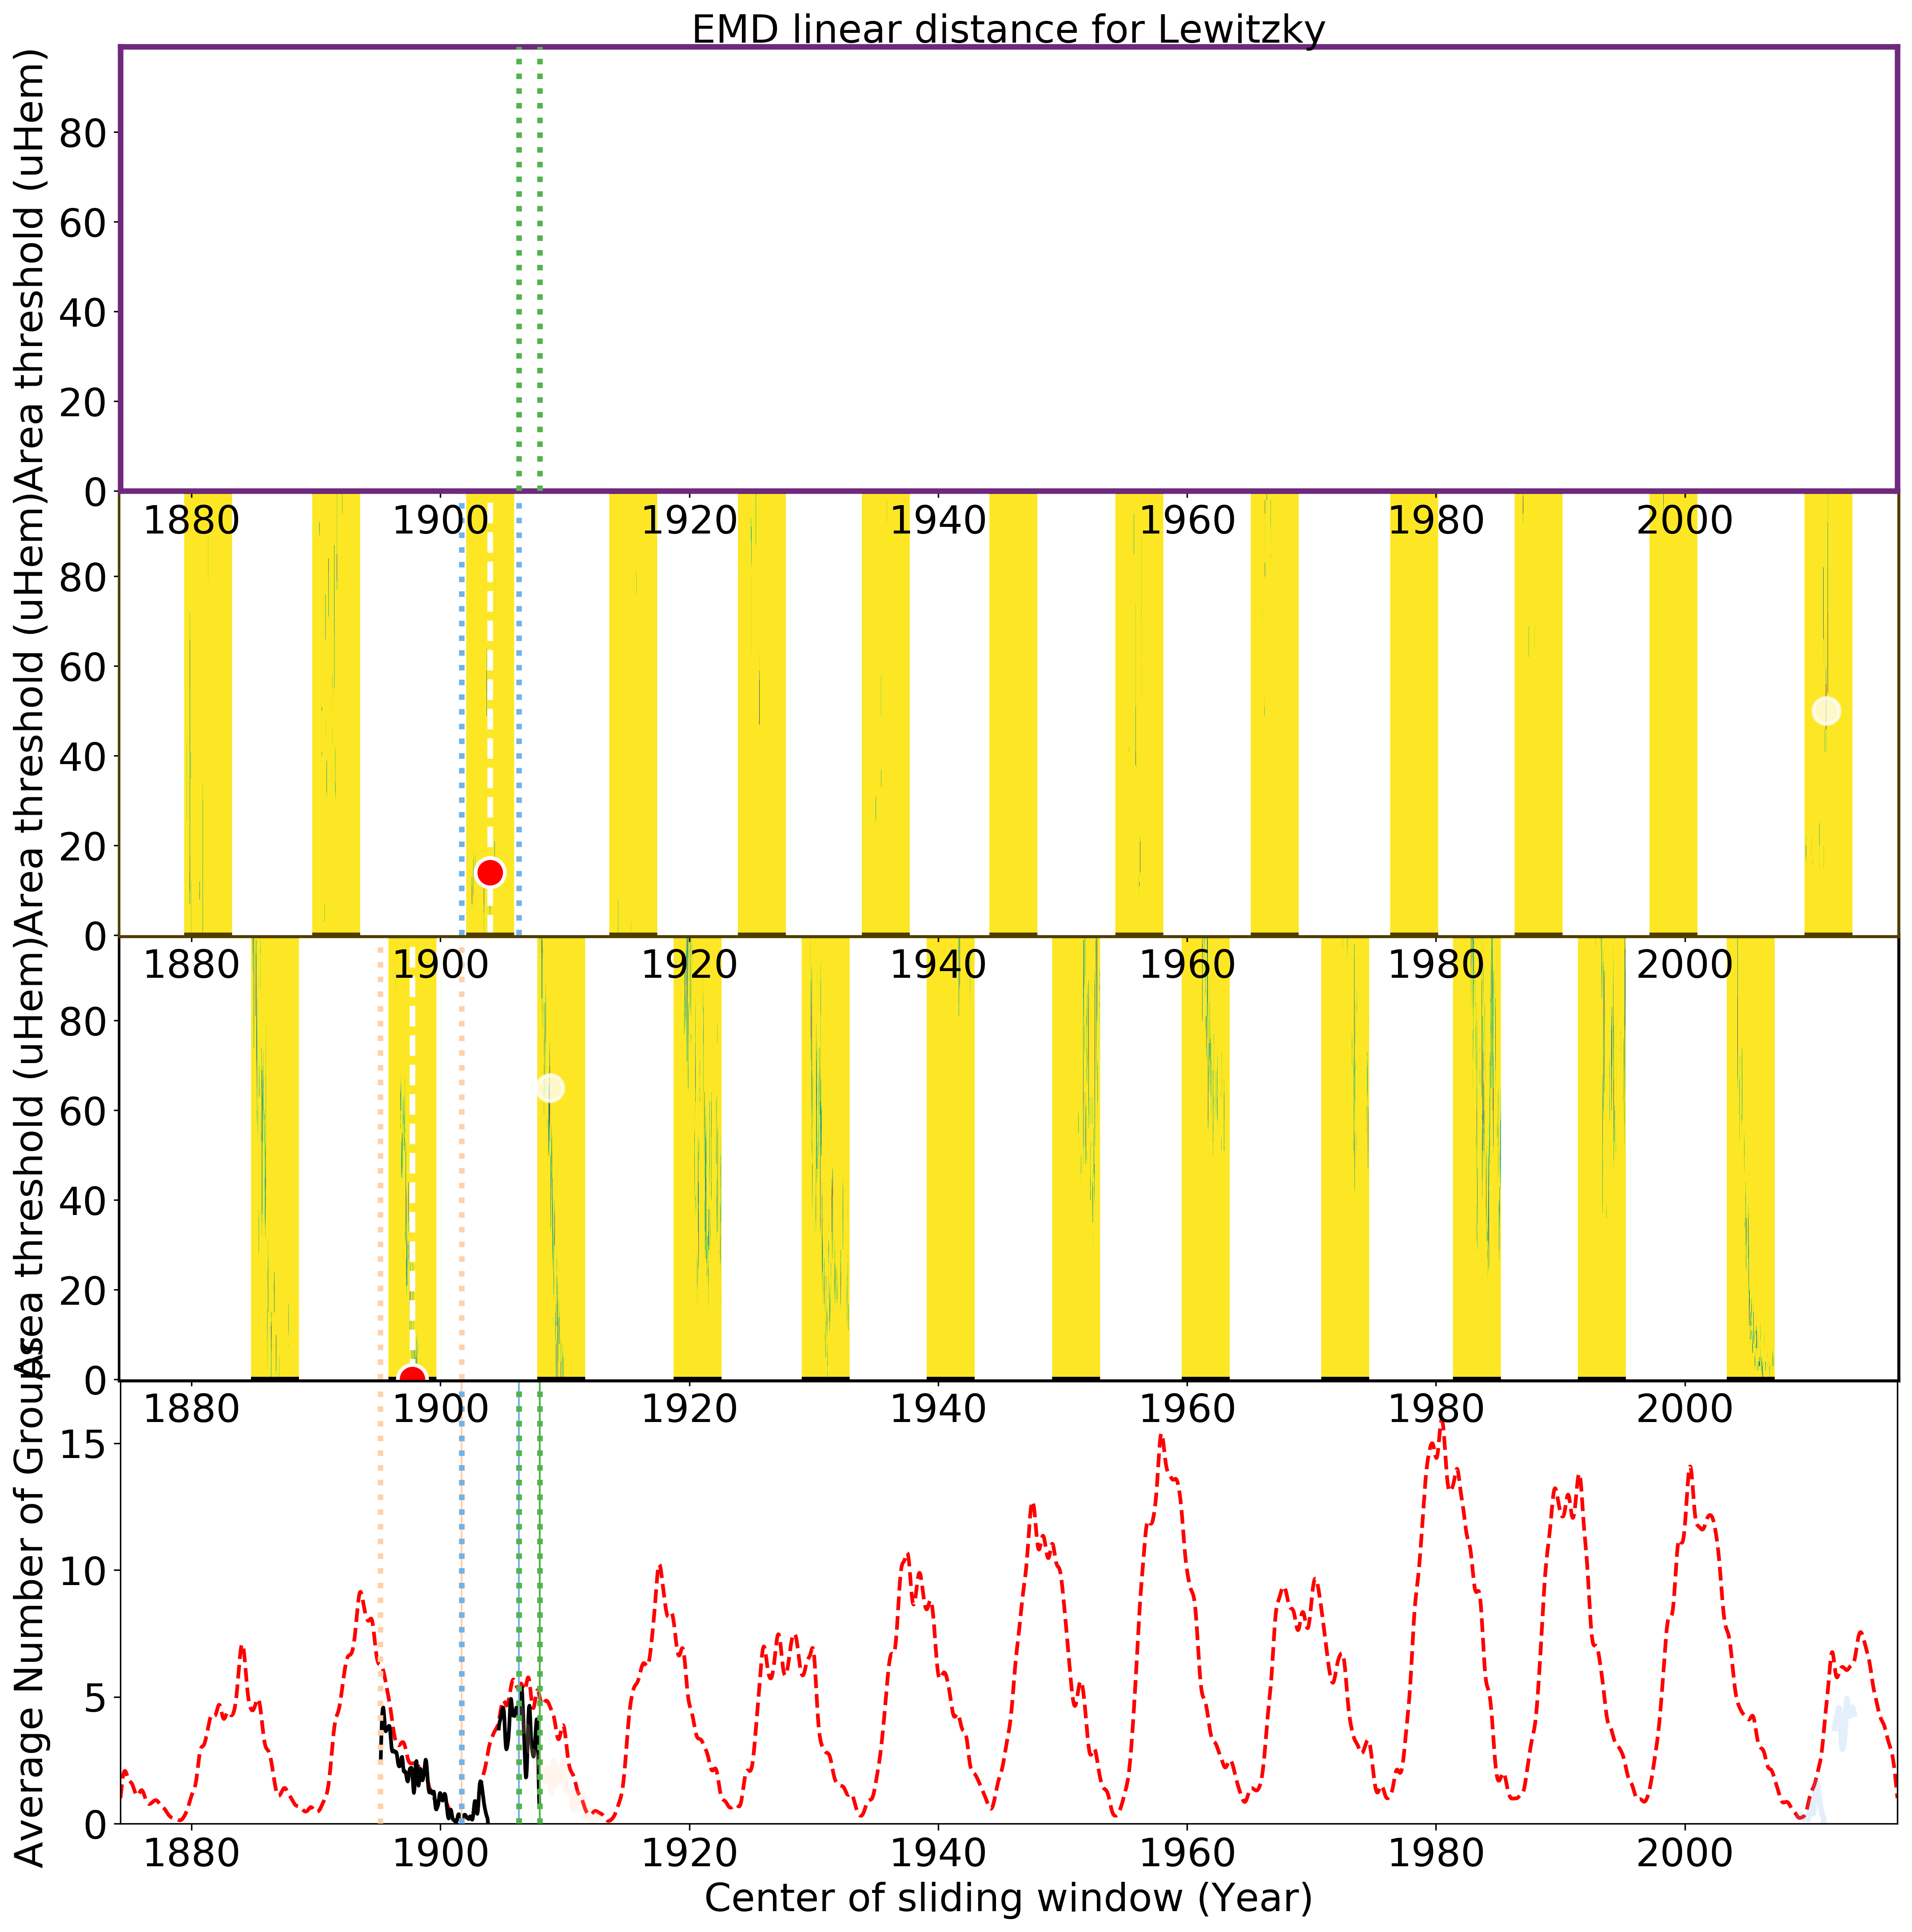 EMD linear distance for Lewitzky
Area threshold (uHem)
80
60
40
20
0
1880 1900 1920 1940 1960 1980 2000
Area threshold (uHem)
80
60
40
20
0
1880 1900 1920 1940 1960 1980 2000
Area threshold (uHem)
80
60
40
20
0
1880 1900 1920 1940 1960 1980 2000
Average Number of Groups
15
10
5
0
1880 1900 1920 1940 1960 1980 2000
Center of sliding window (Year)